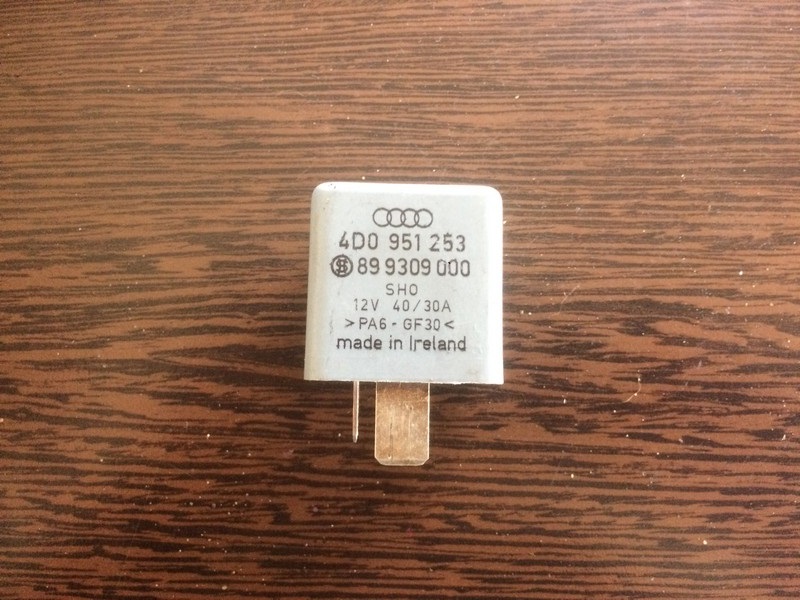 4D0 951 253
89 9309 000
SHO
12V 40/30A
>PA6-GF30<
made in Ireland